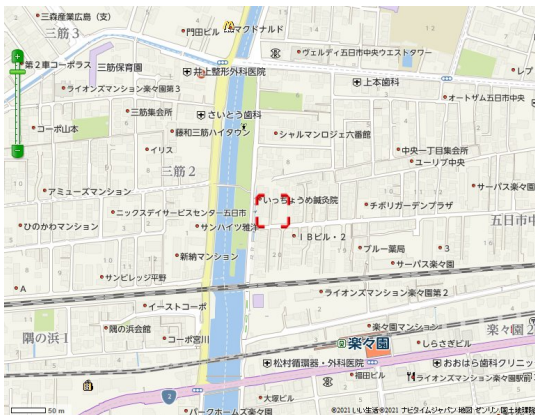 三森産業広島（支）
三筋３
門田ビル
マクドナルド
ヴェルディ五日市中央ウエストタワー
第２車コーポラス
三筋保育園
井上整形外科医院
上本歯科
レブ
ライオンズマンション楽々園第３
オートザム五日市中央
三筋集会所
さいとう歯科
コーポ山本
藤和三筋ハイタウン
シャルマンロジェ六番館
イリス
中央一丁目集会所
ユーリブ中央
三筋２
アミューズマンション
いっちょうめ鍼灸院
サーパス楽々園
ニックスデイサービスセンター五日市
チボリガーデンプラザ
五日市中
ひのかわマンション
サンハイツ雅洋
ＩＢビル・２
ブルー薬局
３
新納マンション
サーパス楽々園
サンビレッジ平野
A
ライオンズマンション楽々園第２
イーストコーポ
隅の浜会館
楽々園マンション
楽々園２
隅の浜１
コーポ宮川
楽々園
しらさぎビル
松村循環器・外科医院
おおはら歯科クリニッ
2
福田ビル
ライオンズマンション楽々園駅前
大塚ビル
50 m
パークホームズ楽々園
©2021 いい生活©2021 ナビタイムジャパン 地図 ゼンリン 国土地理院